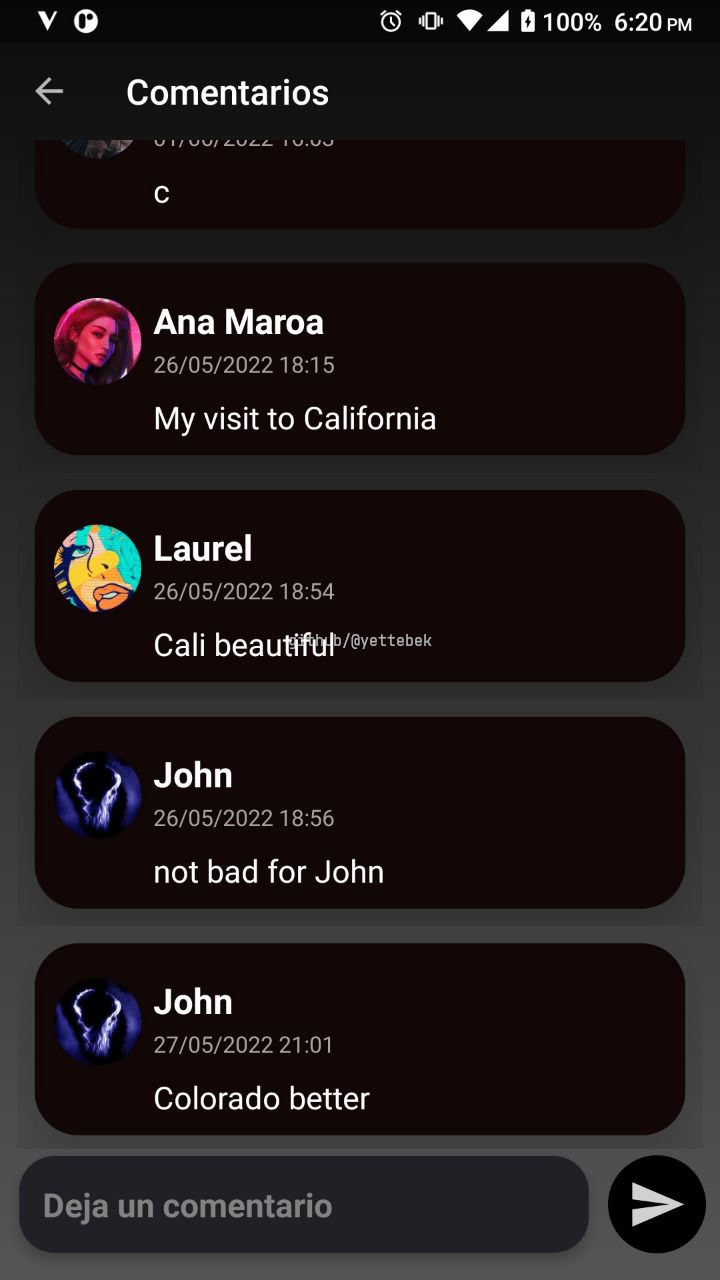 100% 6:20 PM
Comentarios
c
Ana Maroa
26/05/2022 18:15
My visit to California
Laurel
26/05/2022 18:54
Cali beautiful
github/@yettebek
John
26/05/2022 18:56
not bad for John
John
27/05/2022 21:01
Colorado better
Deja un comentario